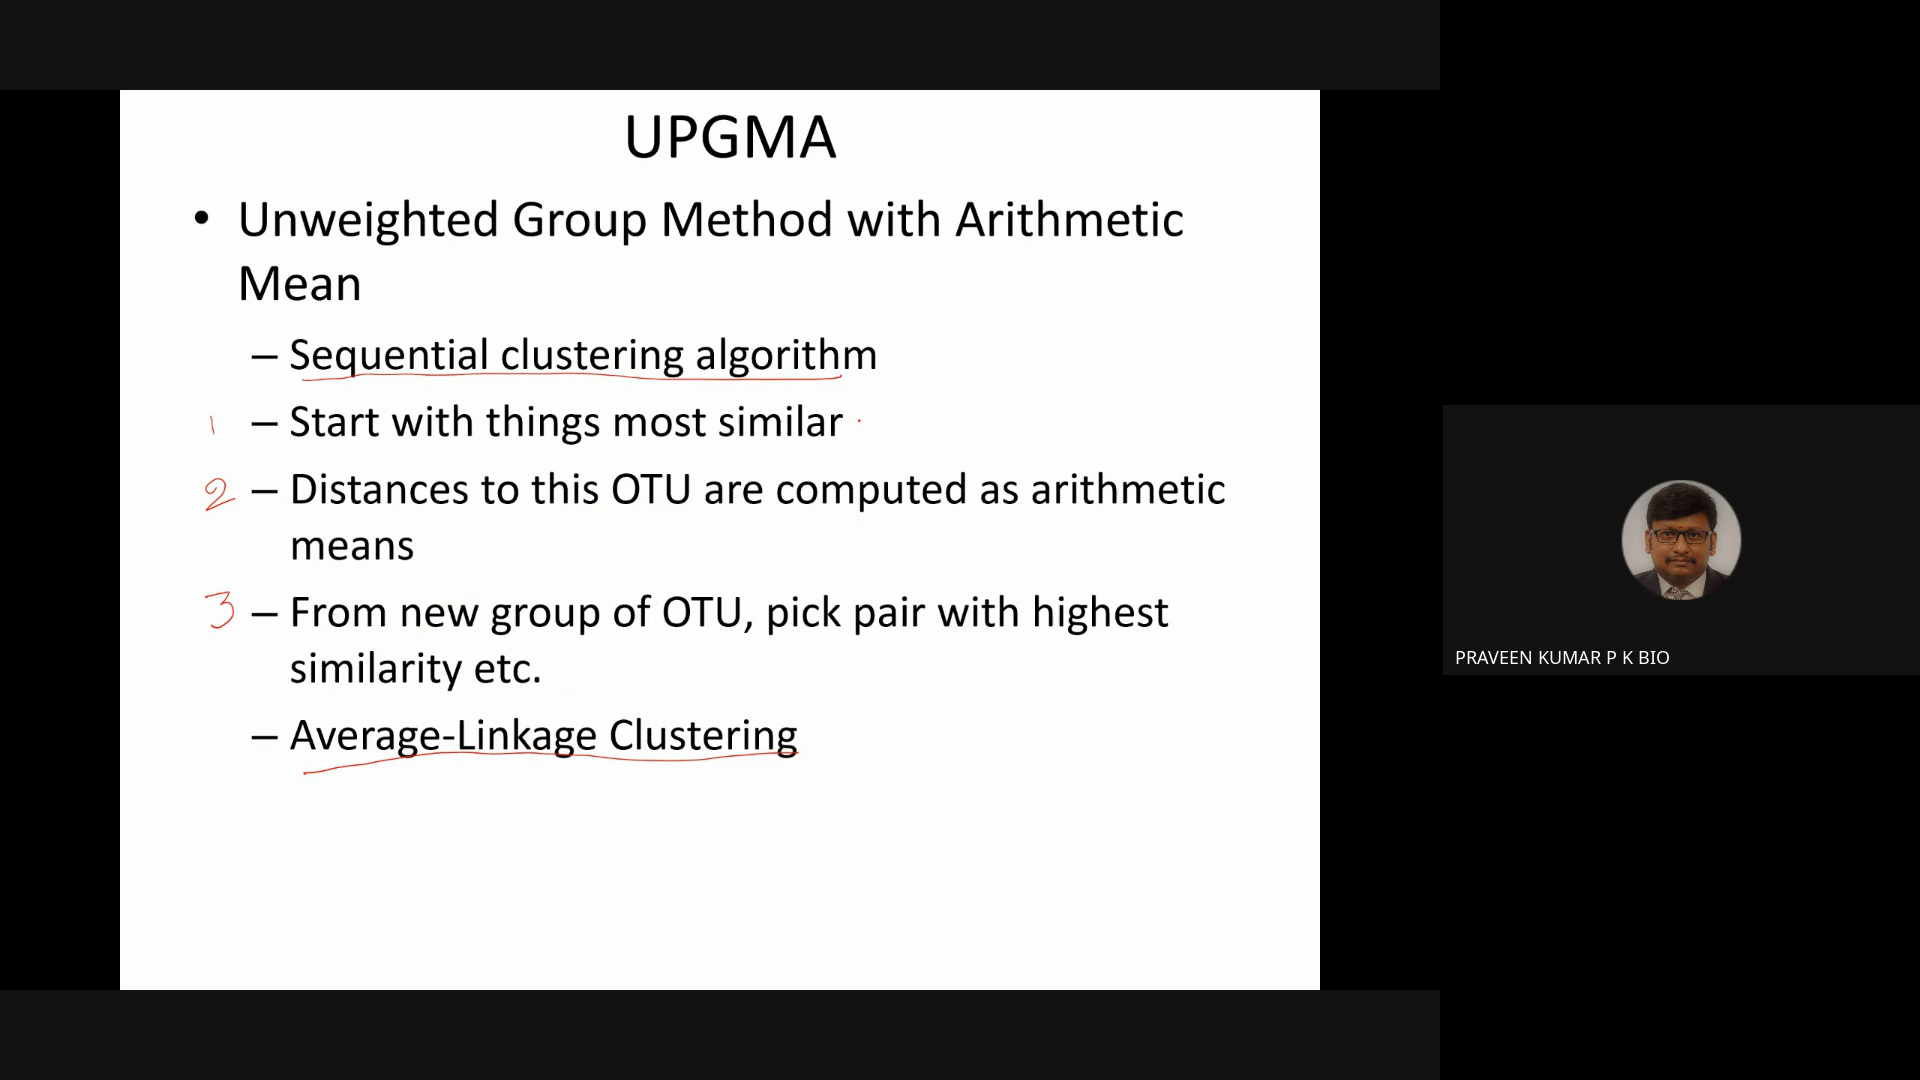 UPGMA
• Unweighted Group Method with Arithmetic
Mean
– Sequential clustering algorithm
1 – Start with things most similar
2 – Distances to this OTU are computed as arithmetic
means
3 – From new group of OTU, pick pair with highest
similarity etc.
– Average-Linkage Clustering
PRAVEEN KUMAR P K BIO